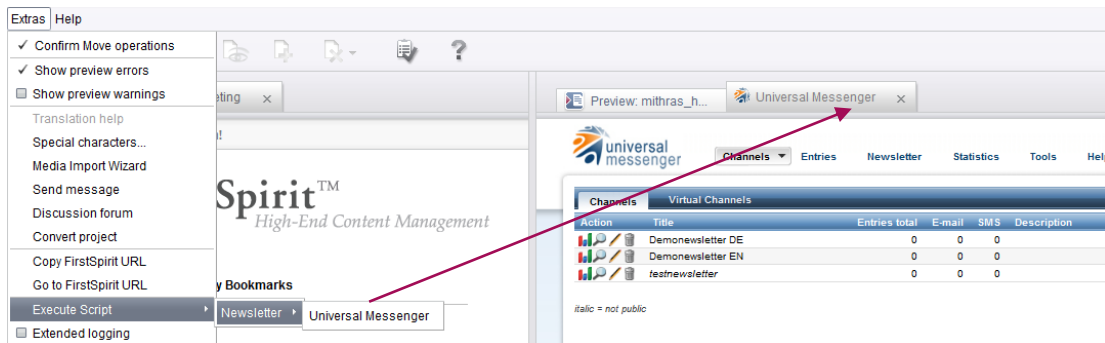 Extras Help
Confirm Move operations
Show preview errors
Show preview warnings
Translation help
Special characters...
Media Import Wizard
Send message
Discussion forum
Convert project
Copy FirstSpirit URL
Go to FirstSpirit URL
Execute Script
Extended logging
Newsletter
Universal Messenger
eting
!
Spirit™
High-End Content Management
y Bookmarks
Preview: mithras_h...
Universal Messenger
universal
messenger
Channels Entries Newsletter Statistics Tools Help
Channels Virtual Channels
Action Title Entries total E-mail SMS Description
Demonewsletter DE 0 0 0
Demonewsletter EN 0 0 0
testnewsletter 0 0 0
italic = not public